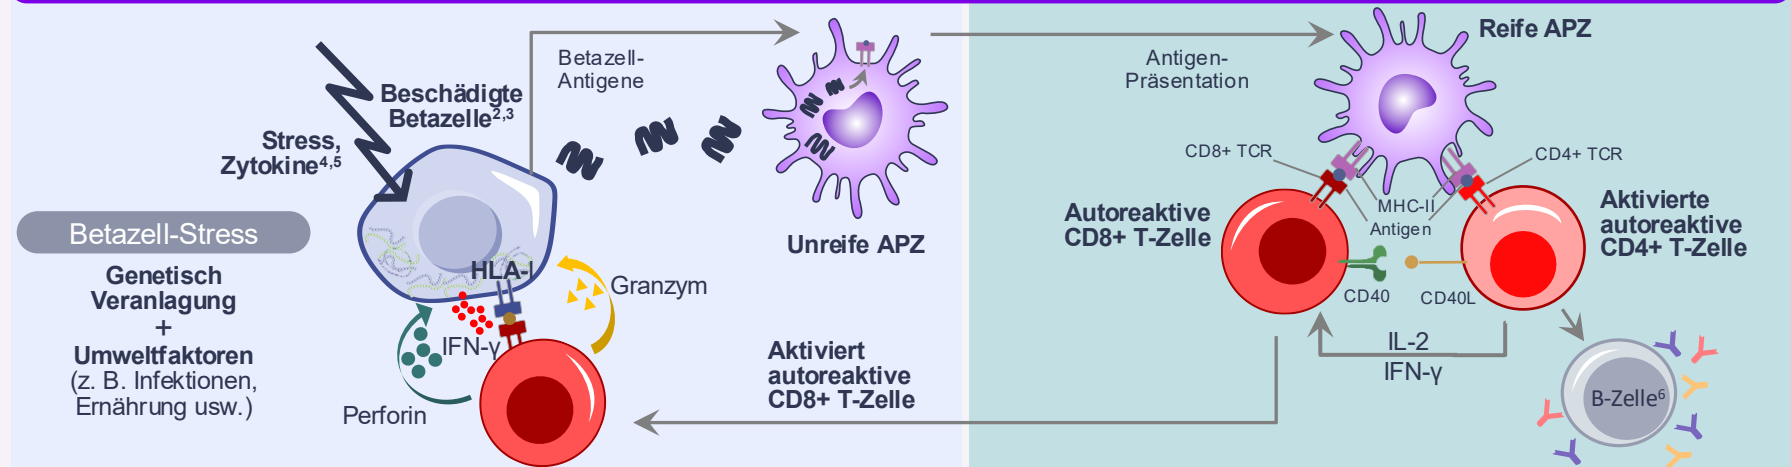 Beschädigte
Betazelle2,3
Stress,
Zytokine4,5
Betazell-Stress
Genetisch
Veranlagung
+
Umweltfaktoren
(z. B. Infektionen,
Ernährung usw.)
Betazell-
Antigene
Unreife APZ
HLA-I
Granzym
IFN-γ
Perforin
Aktiviert
autoreaktive
CD8+ T-Zelle
Antigen-
Präsentation
Reife APZ
CD8+ TCR
CD4+ TCR
MHC-II
Antigen
Autoreaktive
CD8+ T-Zelle
Aktivierte
autoreaktive
CD4+ T-Zelle
CD40
CD40L
IL-2
IFN-γ
B-Zelle6